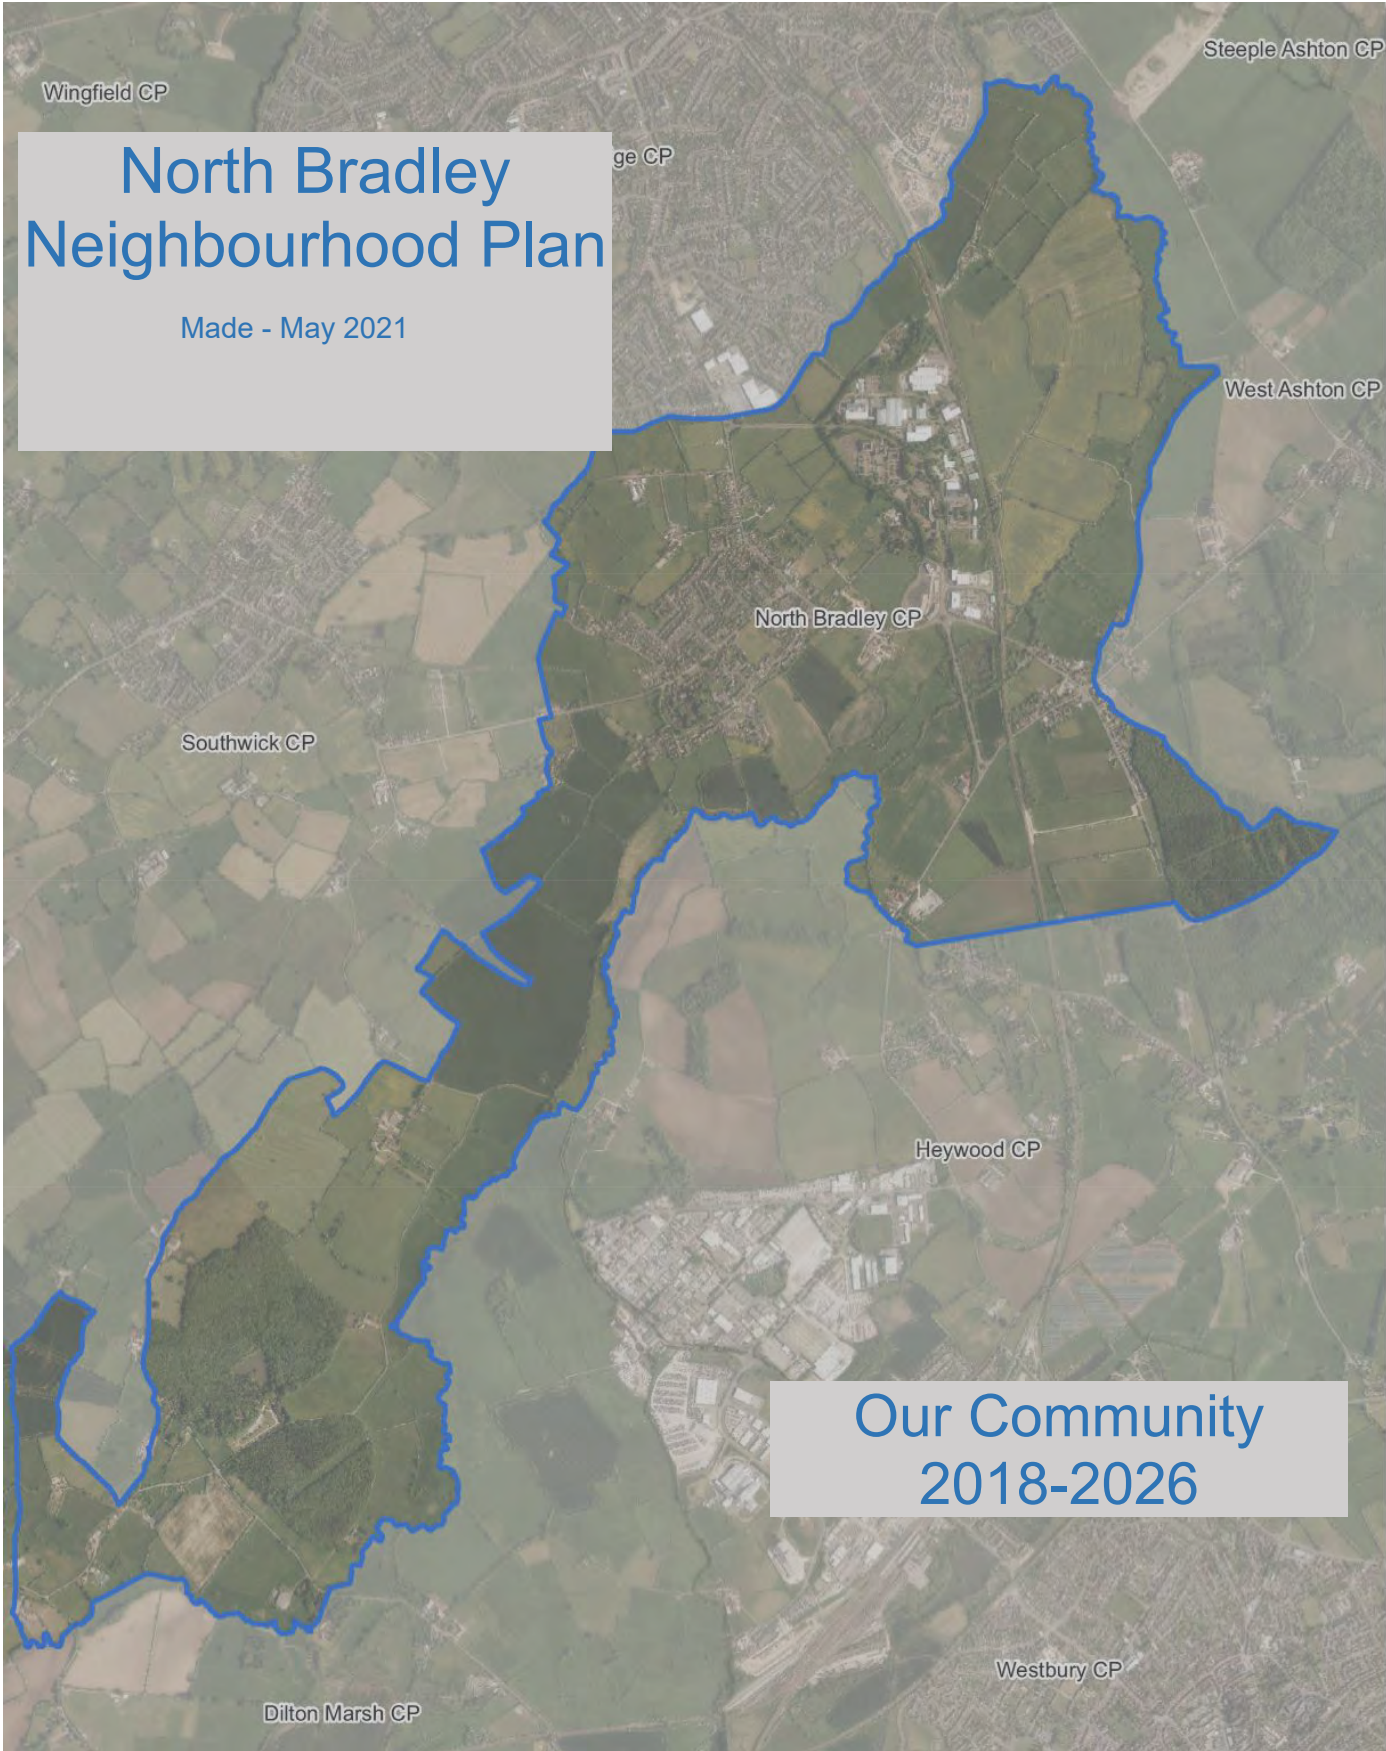 Steeple Ashton CP
Wingfield CP
North Bradley
Neighbourhood Plan
Made - May 2021
ge CP
West Ashton CP
North Bradley CP
Southwick CP
Heywood CP
Our Community
2018-2026
Westbury CP
Dilton Marsh CP